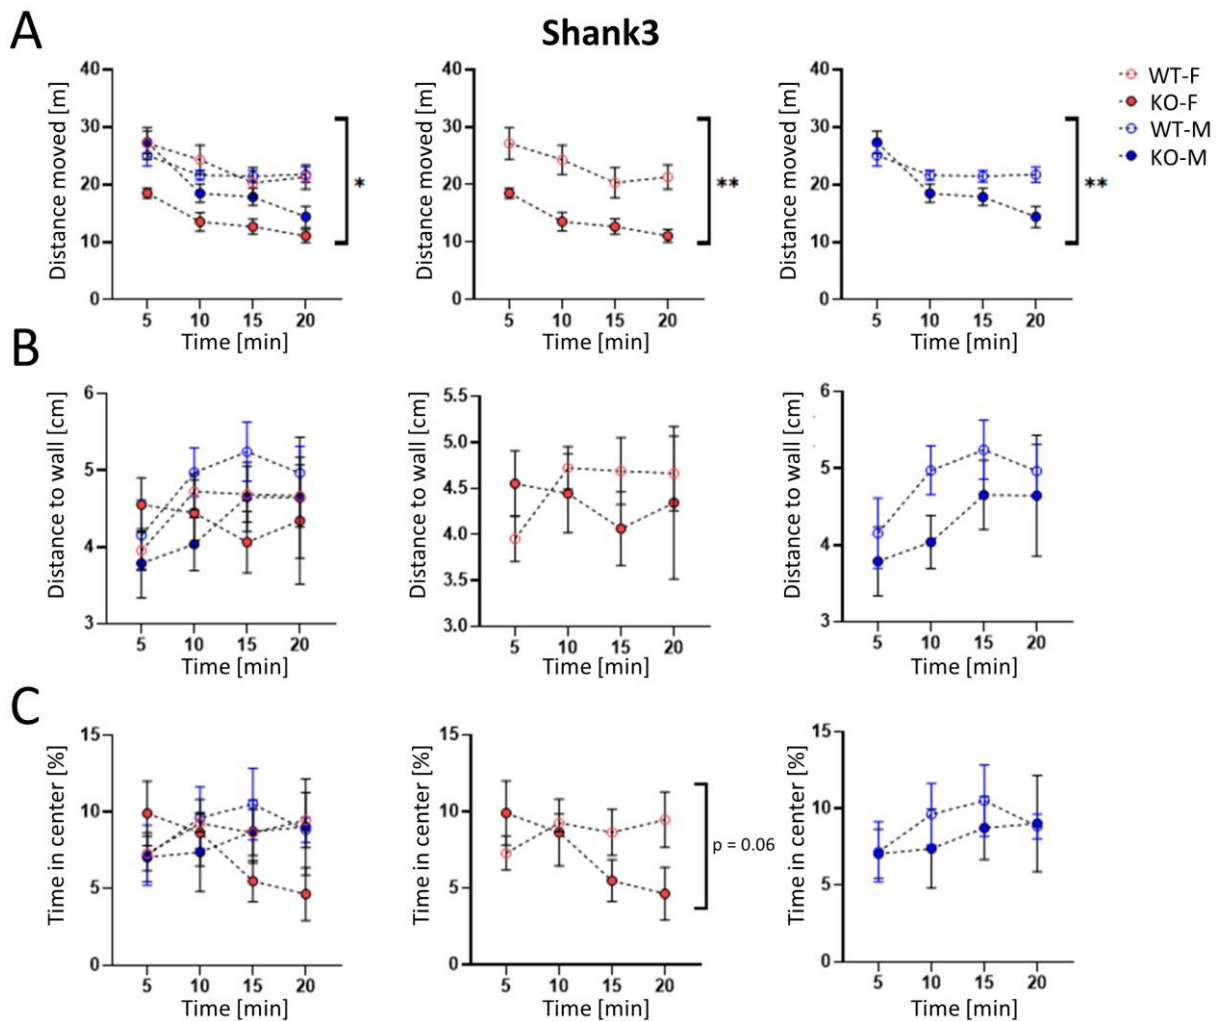 A
Shank3
Distance moved [m]
40
30
20
10
0
5 10 15 20
Time [min]
*
Distance moved [m]
40
30
20
10
0
5 10 15 20
Time [min]
**
Distance moved [m]
40
30
20
10
0
5 10 15 20
Time [min]
**
WT-F
KO-F
WT-M
KO-M
B
Distance to wall [cm]
6
5
4
3
5 10 15 20
Time [min]
Distance to wall [cm]
5.5
5.0
4.5
4.0
3.5
3.0
5 10 15 20
Time [min]
Distance to wall [cm]
6
5
4
3
5 10 15 20
Time [min]
C
Time in center [%]
15
10
5
0
5 10 15 20
Time [min]
Time in center [%]
15
10
5
0
5 10 15 20
Time [min]
p = 0.06
Time in center [%]
15
10
5
0
5 10 15 20
Time [min]